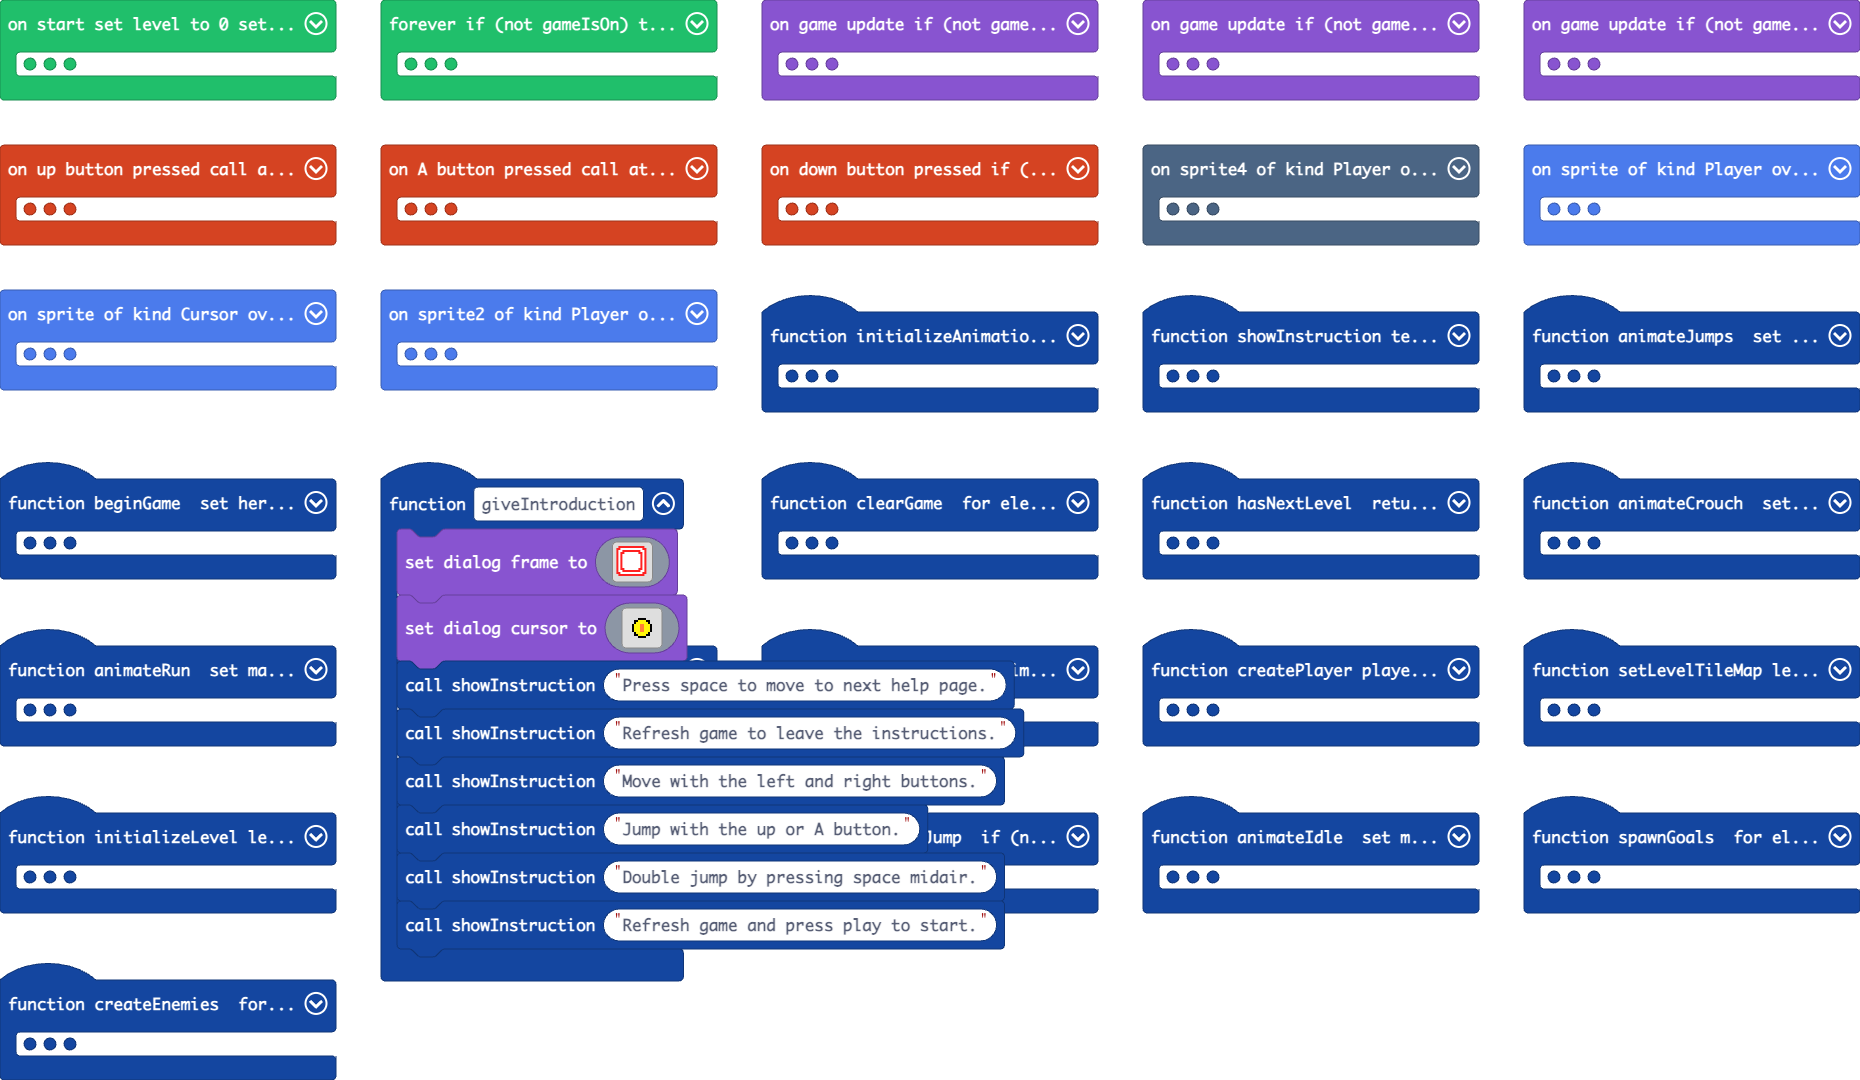 on start set level to 0 set...
forever if (not gameIsOn) t...
on game update if (not game...
on game update if (not game...
on game update if (not game...
on up button pressed call a...
on A button pressed call at...
on down button pressed if (...
on sprite4 of kind Player o...
on sprite of kind Player ov...
on sprite of kind Cursor ov...
on sprite2 of kind Player o...
function initializeAnimatio...
function showInstruction te...
function animateJumps  set ...
function beginGame  set her...
function giveIntroduction
set dialog frame to
set dialog cursor to
call showInstruction "Press space to move to next help page."
call showInstruction "Refresh game to leave the instructions."
call showInstruction "Move with the left and right buttons."
call showInstruction "Jump with the up or A button."
call showInstruction "Double jump by pressing space midair."
call showInstruction "Refresh game and press play to start."
function clearGame  for ele...
function hasNextLevel  retu...
function animateCrouch  set...
function animateRun  set ma...
im...
function createPlayer playe...
function setLevelTileMap le...
function initializeLevel le...
Jump  if (n...
function animateIdle  set m...
function spawnGoals  for el...
function createEnemies  for...